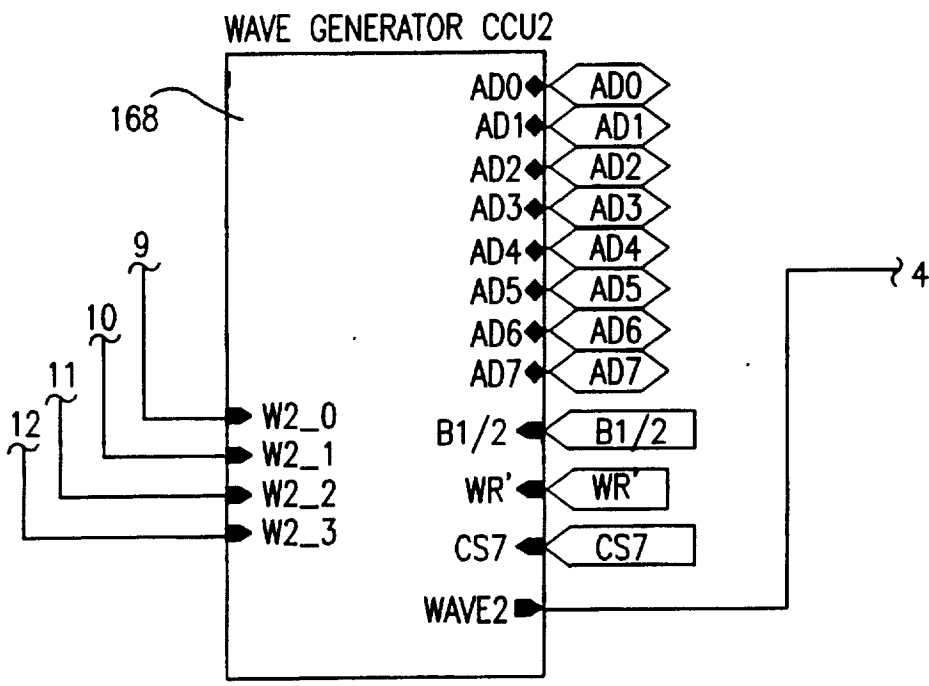 WAVE GENERATOR CCU2
168
AD0 AD0
AD1 AD1
AD2 AD2
AD3 AD3
AD4 AD4
AD5 AD5
AD6 AD6
AD7 AD7
9
4
10
11
12
W2_0
W2_1
W2_2
W2_3
B1/2 B1/2
WR' WR'
CS7 CS7
WAVE2